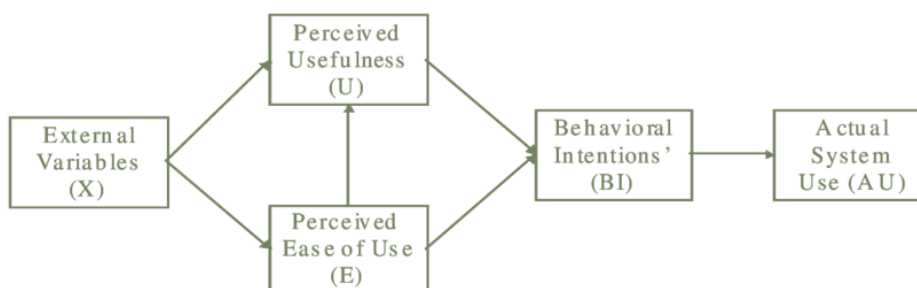 External
Variables
(X)
Perceived
Usefulness
(U)
Perceived
Ease of Use
(E)
Behavioral
Intentions’
(BI)
Actual
System
Use (AU)